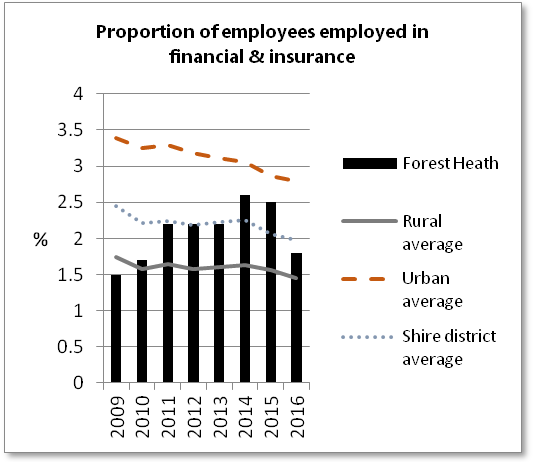 Proportion of employees employed in
financial & insurance
4
3.5
3
2.5
2
1.5
1
0.5
0
%
2009
2010
2011
2012
2013
2014
2015
2016
Forest Heath
Rural
average
Urban
average
Shire district
average